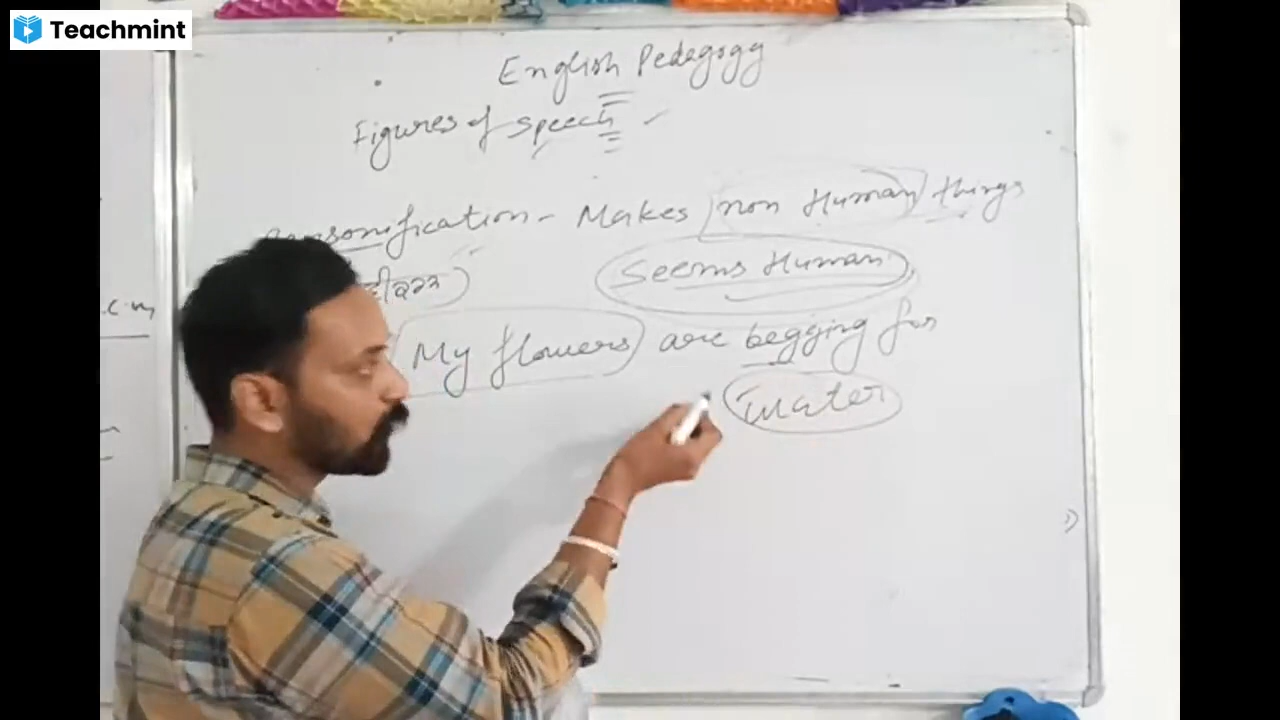 Teachmint
English Pedagogy
Figures of speech
Personification - Makes non Human things
Seems Human
My flowers are begging for
water